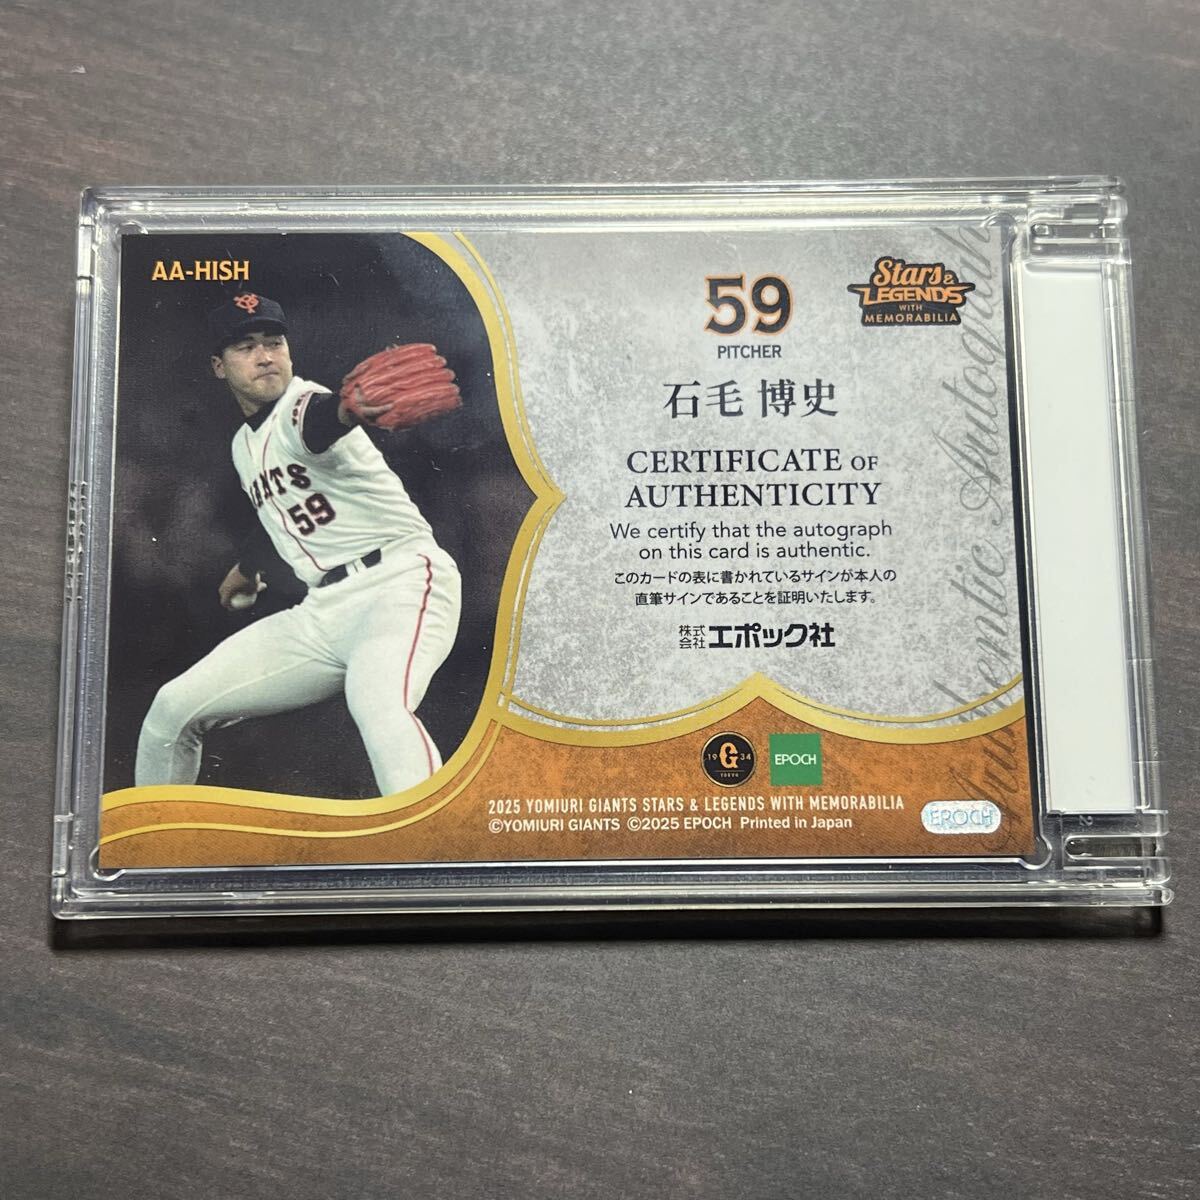 AA-HISH
YG
GIANTS
59
59
PITCHER
Stars &
LEGENDS
WITH
MEMORABILIA
石毛 博史
CERTIFICATE OF
AUTHENTICITY
We certify that the autograph
on this card is authentic.
このカードの表に書かれているサインが本人の
直筆サインであることを証明いたします。
株式会社 エポック社
Authentic Autograph
19 G 34
TOKYO
EPOCH
2025 YOMIURI GIANTS STARS & LEGENDS WITH MEMORABILIA
©YOMIURI GIANTS ©2025 EPOCH Printed in Japan
EPOCH